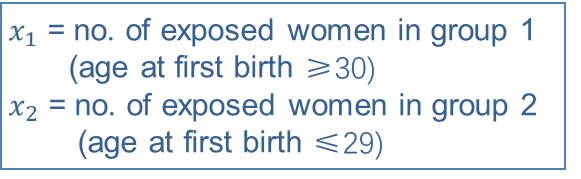 x₁ = no. of exposed women in group 1
(age at first birth ⩾30)
x₂ = no. of exposed women in group 2
(age at first birth ⩽29)